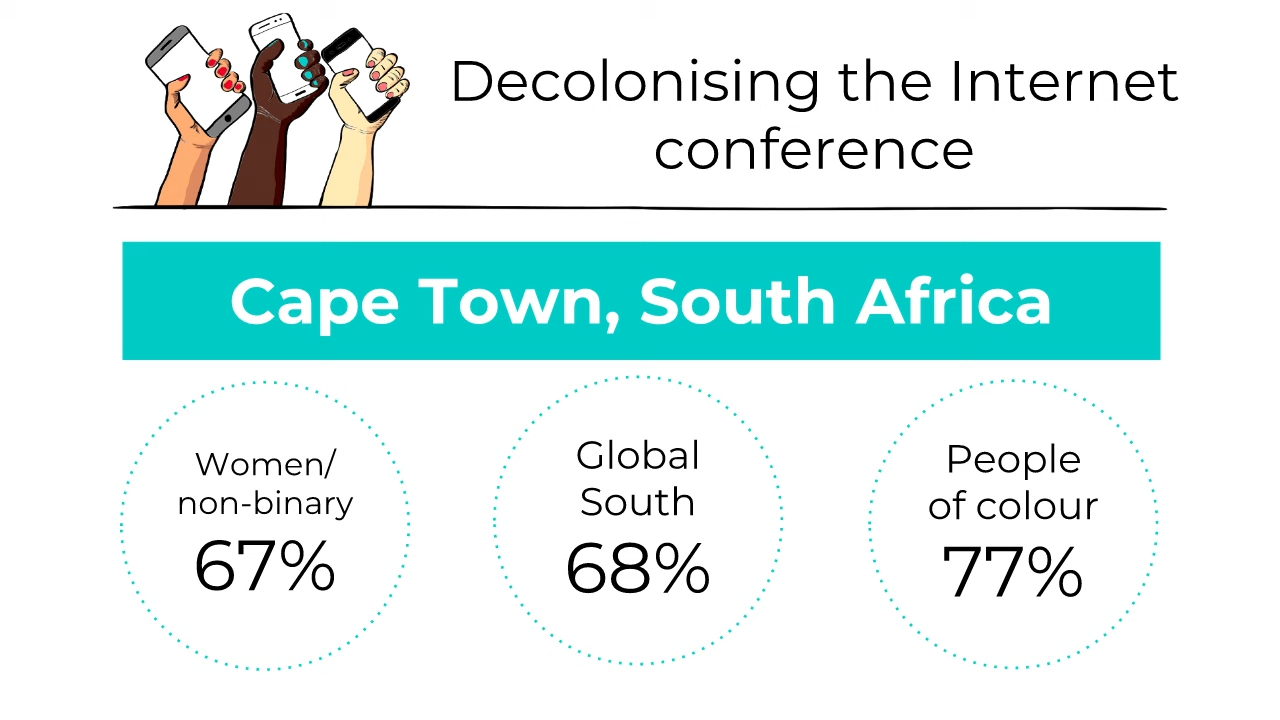 Decolonising the Internet
conference
Cape Town, South Africa
Women/
non-binary
67%
Global
South
68%
People
of colour
77%